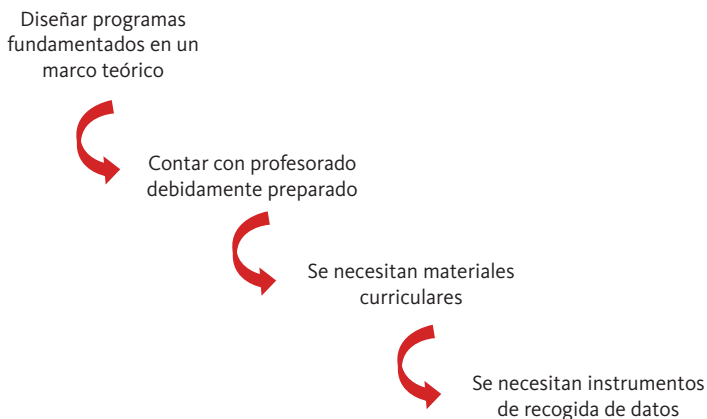 Diseñar programas
fundamentados en un
marco teórico
Contar con profesorado
debidamente preparado
Se necesitan materiales
curriculares
Se necesitan instrumentos
de recogida de datos